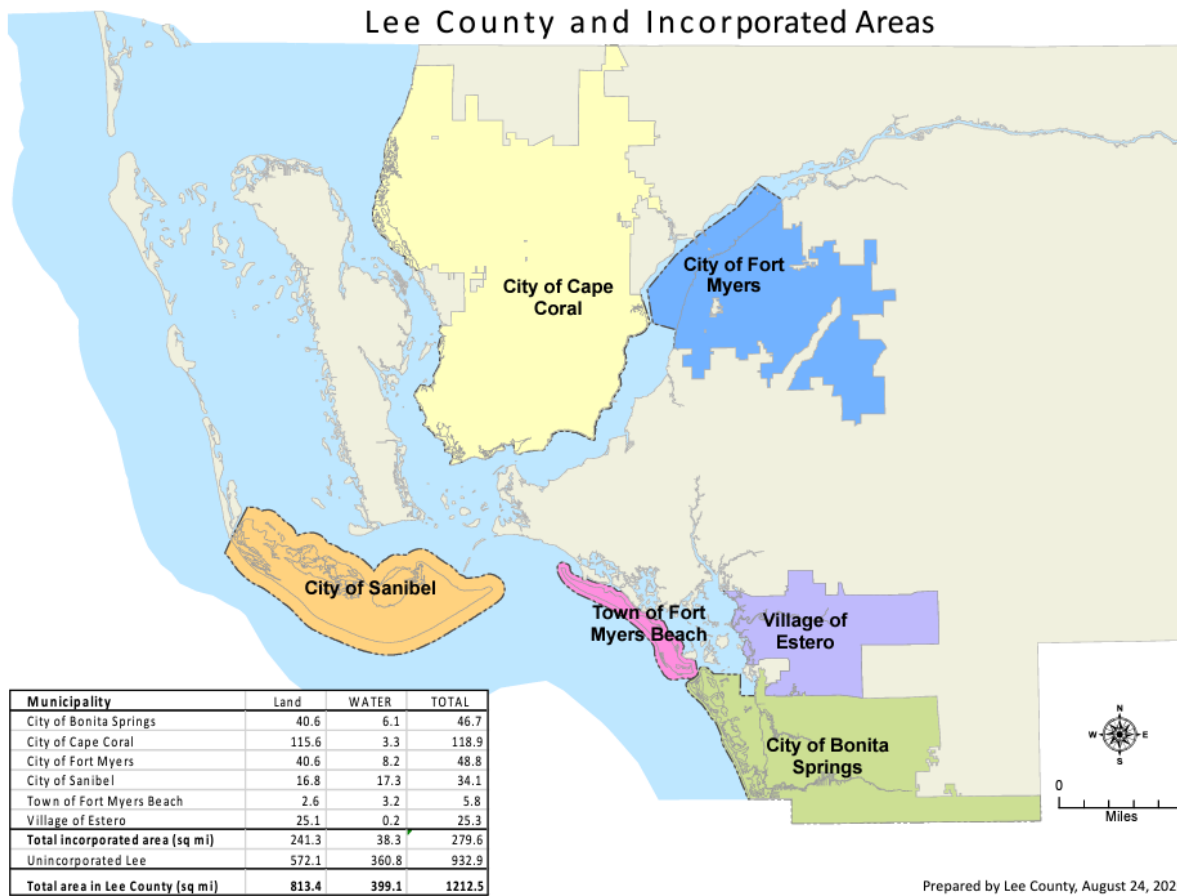 Lee County and Incorporated Areas
City of Cape
Coral
City of Fort
Myers
City of Sanibel
Town of Fort
Myers Beach
Village of
Estero
City of Bonita
Springs
N
W E
S
0
Miles
Municipality Land WATER TOTAL
City of Bonita Springs 40.6 6.1 46.7
City of Cape Coral 115.6 3.3 118.9
City of Fort Myers 40.6 8.2 48.8
City of Sanibel 16.8 17.3 34.1
Town of Fort Myers Beach 2.6 3.2 5.8
Village of Estero 25.1 0.2 25.3
Total incorporated area (sq mi) 241.3 38.3 279.6
Unincorporated Lee 572.1 360.8 932.9
Total area in Lee County (sq mi) 813.4 399.1 1212.5
Prepared by Lee County, August 24, 202